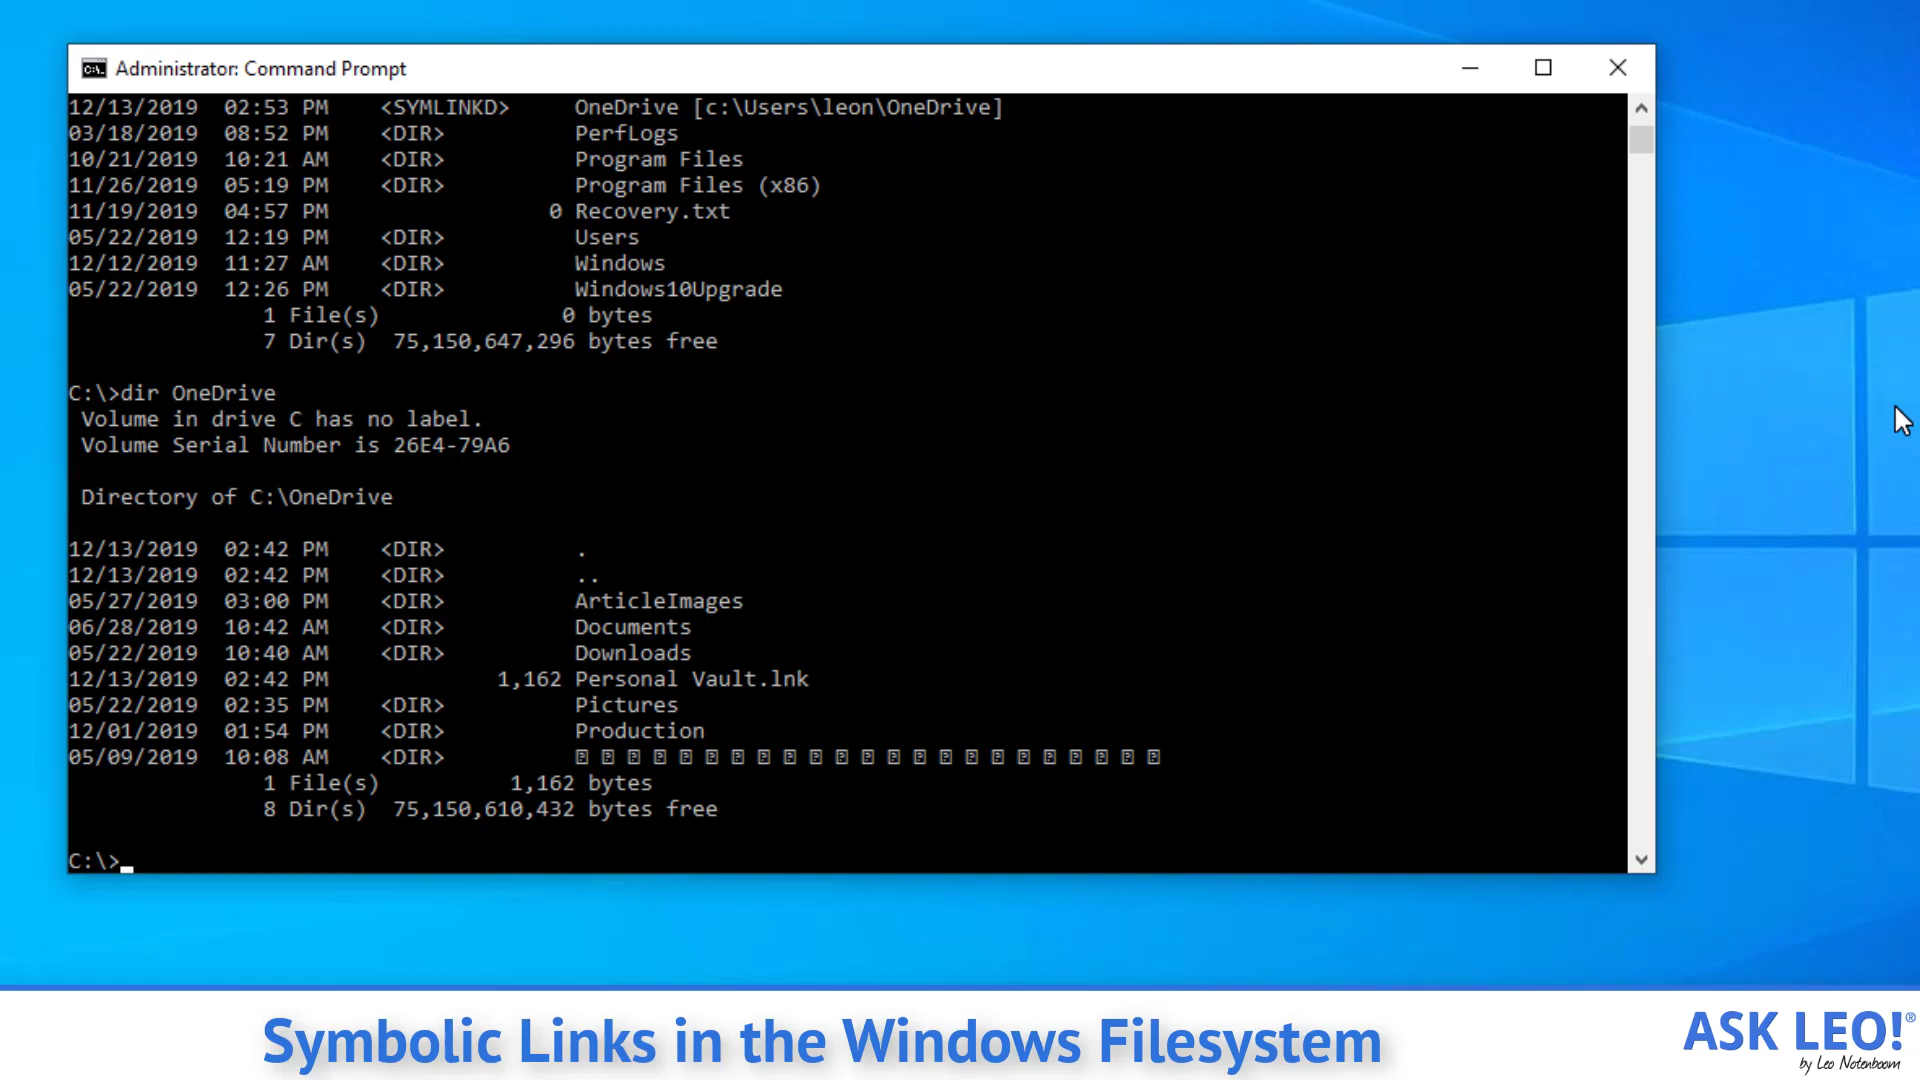 Administrator: Command Prompt
12/13/2019  02:53 PM    <SYMLINKD>     OneDrive [c:\Users\leon\OneDrive]
03/18/2019  08:52 PM    <DIR>          PerfLogs
10/21/2019  10:21 AM    <DIR>          Program Files
11/26/2019  05:19 PM    <DIR>          Program Files (x86)
11/19/2019  04:57 PM                 0 Recovery.txt
05/22/2019  12:19 PM    <DIR>          Users
12/12/2019  11:27 AM    <DIR>          Windows
05/22/2019  12:26 PM    <DIR>          Windows10Upgrade
               1 File(s)              0 bytes
               7 Dir(s)  75,150,647,296 bytes free
C:\>dir OneDrive
 Volume in drive C has no label.
 Volume Serial Number is 26E4-79A6
 Directory of C:\OneDrive
12/13/2019  02:42 PM    <DIR>          .
12/13/2019  02:42 PM    <DIR>          ..
05/27/2019  03:00 PM    <DIR>          ArticleImages
06/28/2019  10:42 AM    <DIR>          Documents
05/22/2019  10:40 AM    <DIR>          Downloads
12/13/2019  02:42 PM             1,162 Personal Vault.lnk
05/22/2019  02:35 PM    <DIR>          Pictures
12/01/2019  01:54 PM    <DIR>          Production
05/09/2019  10:08 AM    <DIR>
               1 File(s)          1,162 bytes
               8 Dir(s)  75,150,610,432 bytes free
C:\>
Symbolic Links in the Windows Filesystem
ASK LEO!®
by Leo Notenboom